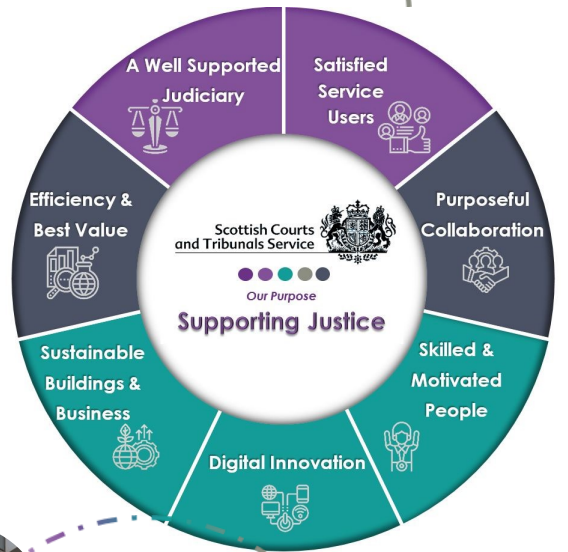 A Well Supported
Judiciary
Satisfied
Service
Users
Efficiency &
Best Value
Purposeful
Collaboration
Scottish Courts
and Tribunals Service
Our Purpose
Supporting Justice
Sustainable
Buildings &
Business
Skilled &
Motivated
People
Digital Innovation